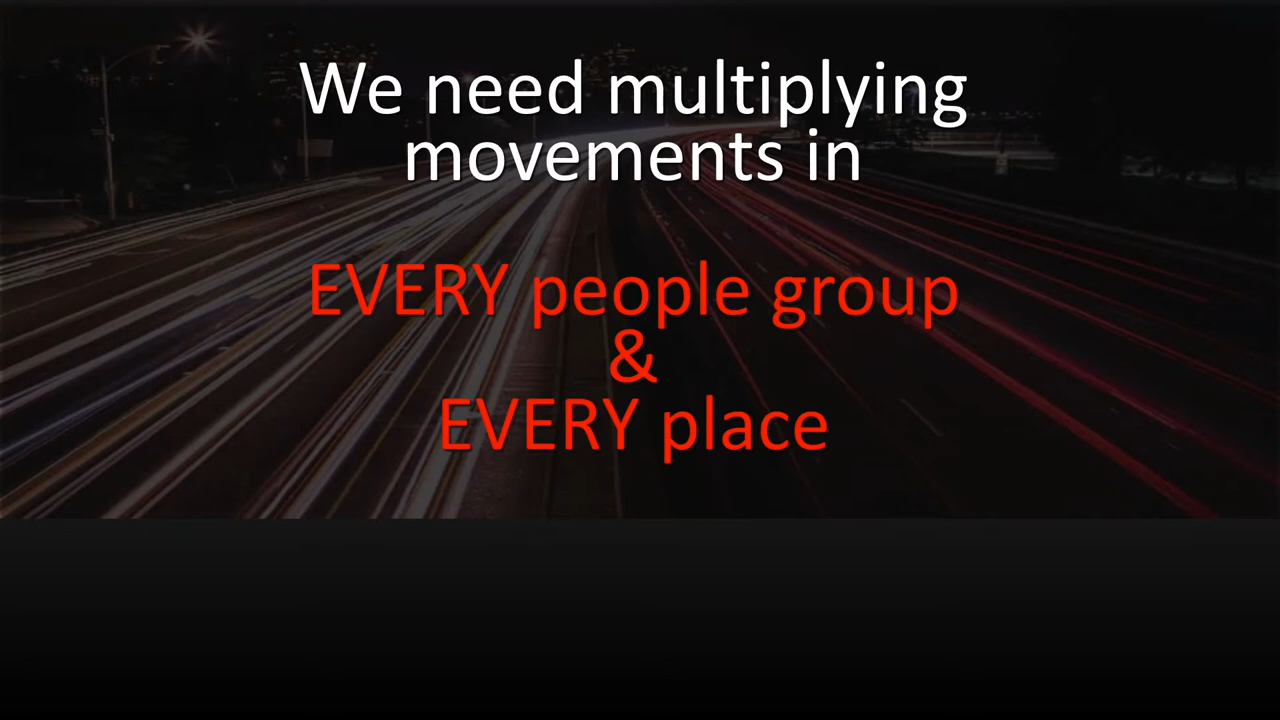 We need multiplying
movements in
EVERY people group
&
EVERY place